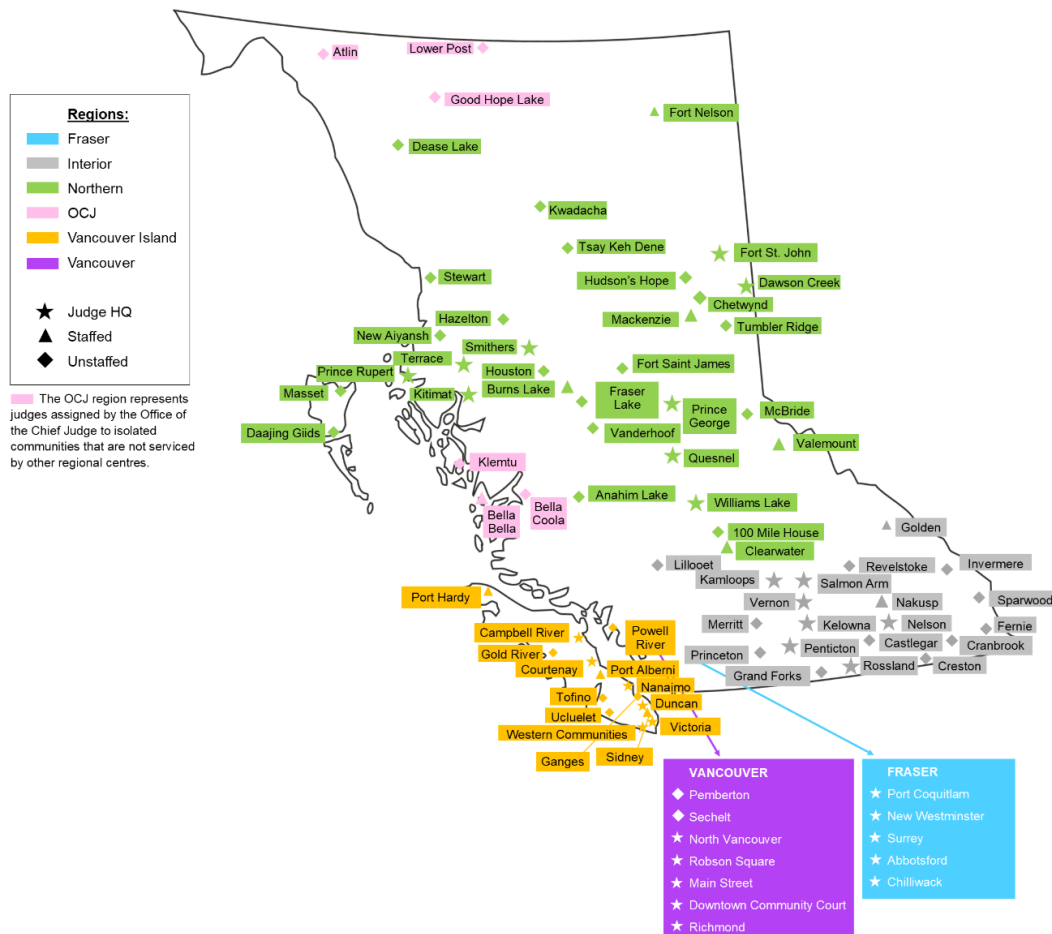 Atlin
Lower Post
Good Hope Lake
Fort Nelson
Dease Lake
Regions:
Fraser
Interior
Northern
OCJ
Vancouver Island
Vancouver
Judge HQ
Staffed
Unstaffed
The OCJ region represents
judges assigned by the Office of
the Chief Judge to isolated
communities that are not serviced
by other regional centres.
Kwadacha
Tsay Keh Dene
Fort St. John
Stewart
Hudson's Hope
Dawson Creek
Chetwynd
Hazelton
Mackenzie
Tumbler Ridge
New Aiyansh
Smithers
Terrace
Houston
Fort Saint James
Prince Rupert
Masset
Kitimat
Burns Lake
Fraser
Lake
Prince
George
McBride
Daajing Giids
Vanderhoof
Valemount
Quesnel
Klemtu
Anahim Lake
Williams Lake
Bella
Bella
Bella
Coola
Golden
100 Mile House
Clearwater
Lillooet
Revelstoke
Invermere
Kamloops
Salmon Arm
Port Hardy
Vernon
Nakusp
Sparwood
Merritt
Kelowna
Nelson
Fernie
Campbell River
Powell
River
Gold River
Princeton
Penticton
Castlegar
Cranbrook
Courtenay
Port Alberni
Grand Forks
Rossland
Creston
Nanaimo
Tofino
Duncan
Ucluelet
Victoria
Western Communities
Ganges
Sidney
VANCOUVER
Pemberton
Sechelt
North Vancouver
Robson Square
Main Street
Downtown Community Court
Richmond
FRASER
Port Coquitlam
New Westminster
Surrey
Abbotsford
Chilliwack